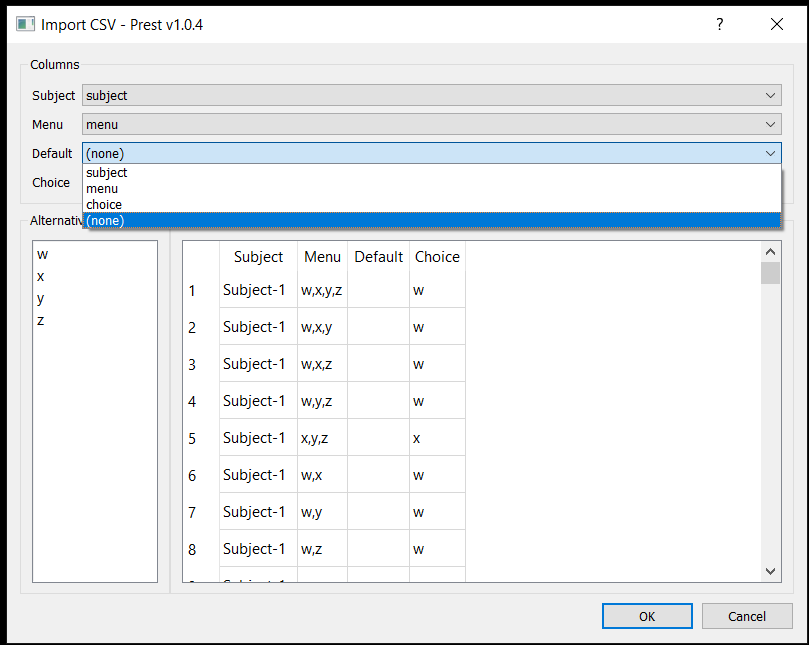 Import CSV - Prest v1.0.4 ?
Columns
Subject subject
Menu menu
Default (none)
subject
menu
Choice choice
(none)
Alternativ
w
x
y
z
Subject Menu Default Choice
1 Subject-1 w,x,y,z w
2 Subject-1 w,x,y w
3 Subject-1 w,x,z w
4 Subject-1 w,y,z w
5 Subject-1 x,y,z x
6 Subject-1 w,x w
7 Subject-1 w,y w
8 Subject-1 w,z w
OK Cancel